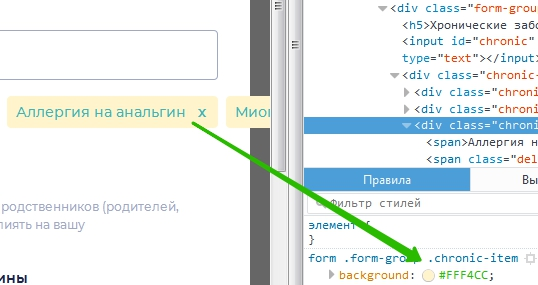 Аллергия на анальгин x
Мио
родственников (родителей,
лиять на вашу
ины
<div class="form-grou
<h5>Хронические забо
<input id="chronic"
type="text"></input>
<div class="chronic-
<div class="chroni
<div class="chroni
<div class="chroni
<span>Аллергия н
<span class="del
Правила
Вы
Фильтр стилей
элемент {
}
form .form-group .chronic-item
background: #FFF4CC;